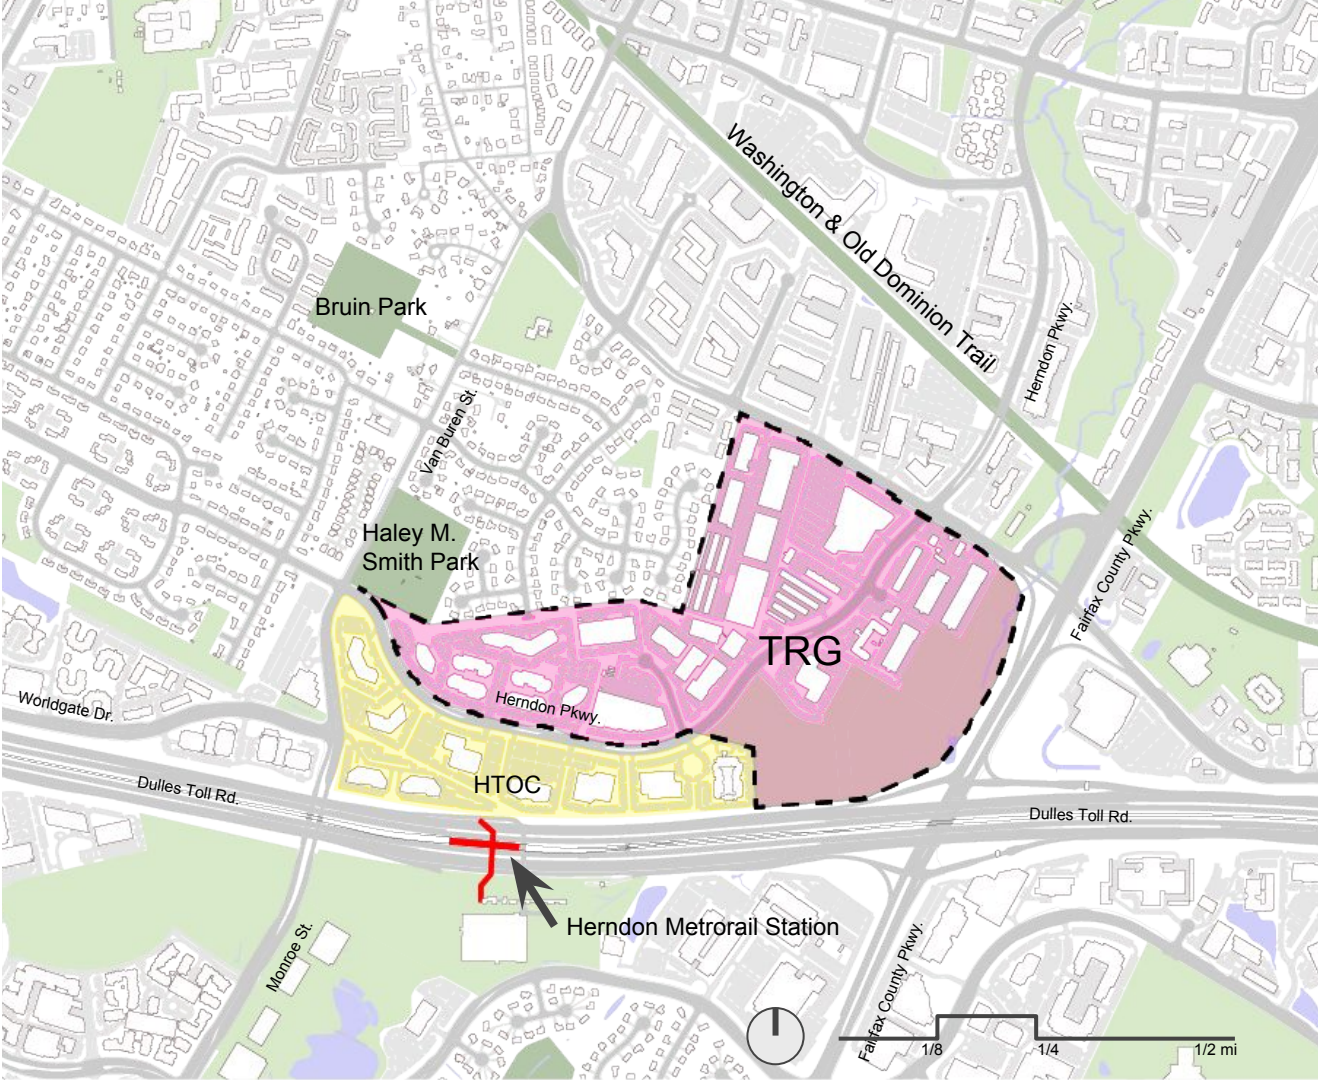 Washington & Old Dominion Trail
Bruin Park
Herndon Pkwy.
Van Buren St.
Haley M.
Smith Park
Fairfax County Pkwy.
TRG
Herndon Pkwy.
Worldgate Dr.
HTOC
Dulles Toll Rd.
Dulles Toll Rd.
Herndon Metrorail Station
Monroe St.
Fairfax County Pkwy.
1/8
1/4
1/2 mi